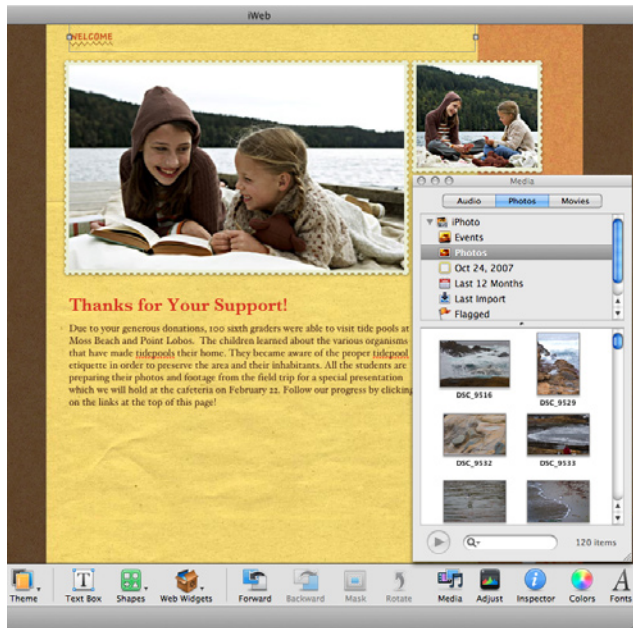 iWeb
WELCOME
Media
Audio Photos Movies
iPhoto
Events
Photos
Oct 24, 2007
Last 12 Months
Last Import
Flagged
Thanks for Your Support!
Due to your generous donations, 100 sixth graders were able to visit tide pools at
Moss Beach and Point Lobos. The children learned about the various organisms
that have made tidepools their home. They became aware of the proper tidepool
etiquette in order to preserve the area and their inhabitants. All the students are
preparing their photos and footage from the field trip for a special presentation
which we will hold at the cafeteria on February 22. Follow our progress by clicking
on the links at the top of this page!
DSC_9516 DSC_9529
DSC_9532 DSC_9533
120 items
Theme Text Box Shapes Web Widgets Forward Backward Mask Rotate Media Adjust Inspector Colors Fonts